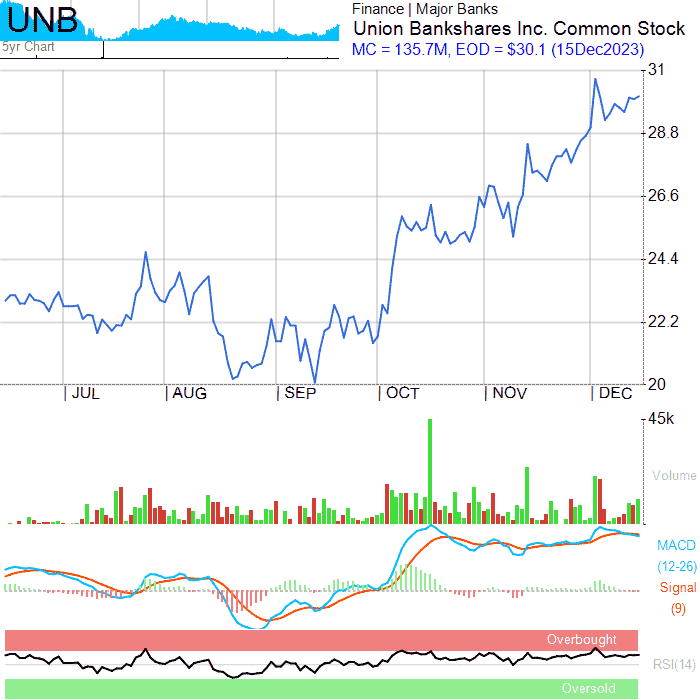 UNB
5yr Chart
Finance | Major Banks
Union Bankshares Inc. Common Stock
MC = 135.7M, EOD = $30.1 (15Dec2023)
31
28.8
26.6
24.4
22.2
20
JUL AUG SEP OCT NOV DEC
45k
Volume
MACD
(12-26)
Signal
(9)
Overbought
RSI(14)
Oversold